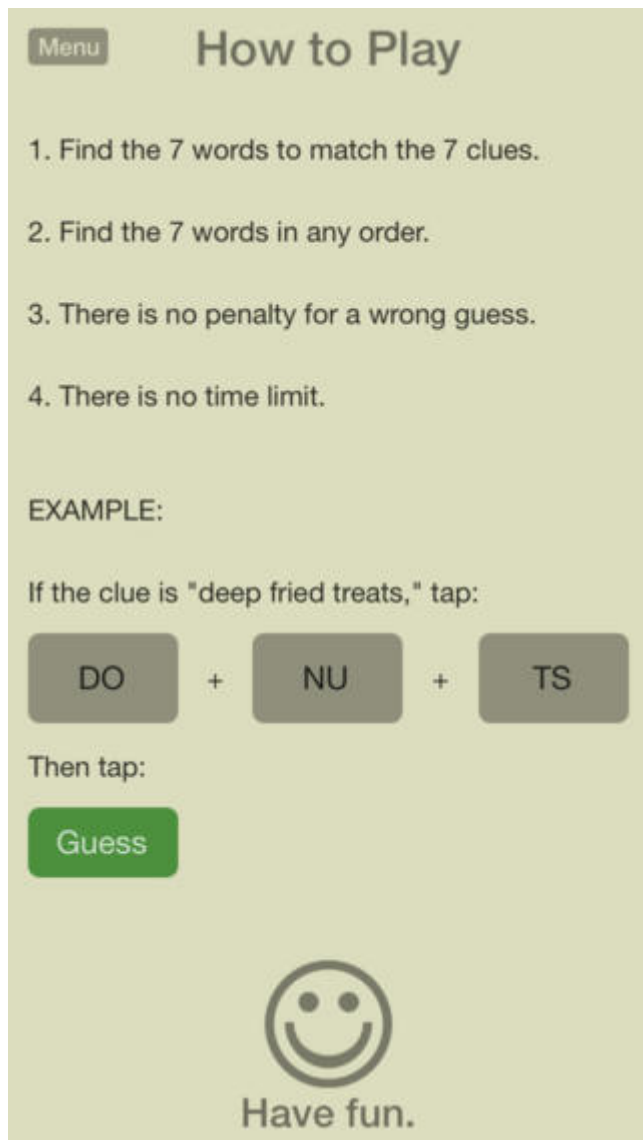 Menu
How to Play
1. Find the 7 words to match the 7 clues.
2. Find the 7 words in any order.
3. There is no penalty for a wrong guess.
4. There is no time limit.
EXAMPLE:
If the clue is "deep fried treats," tap:
DO + NU + TS
Then tap:
Guess
Have fun.